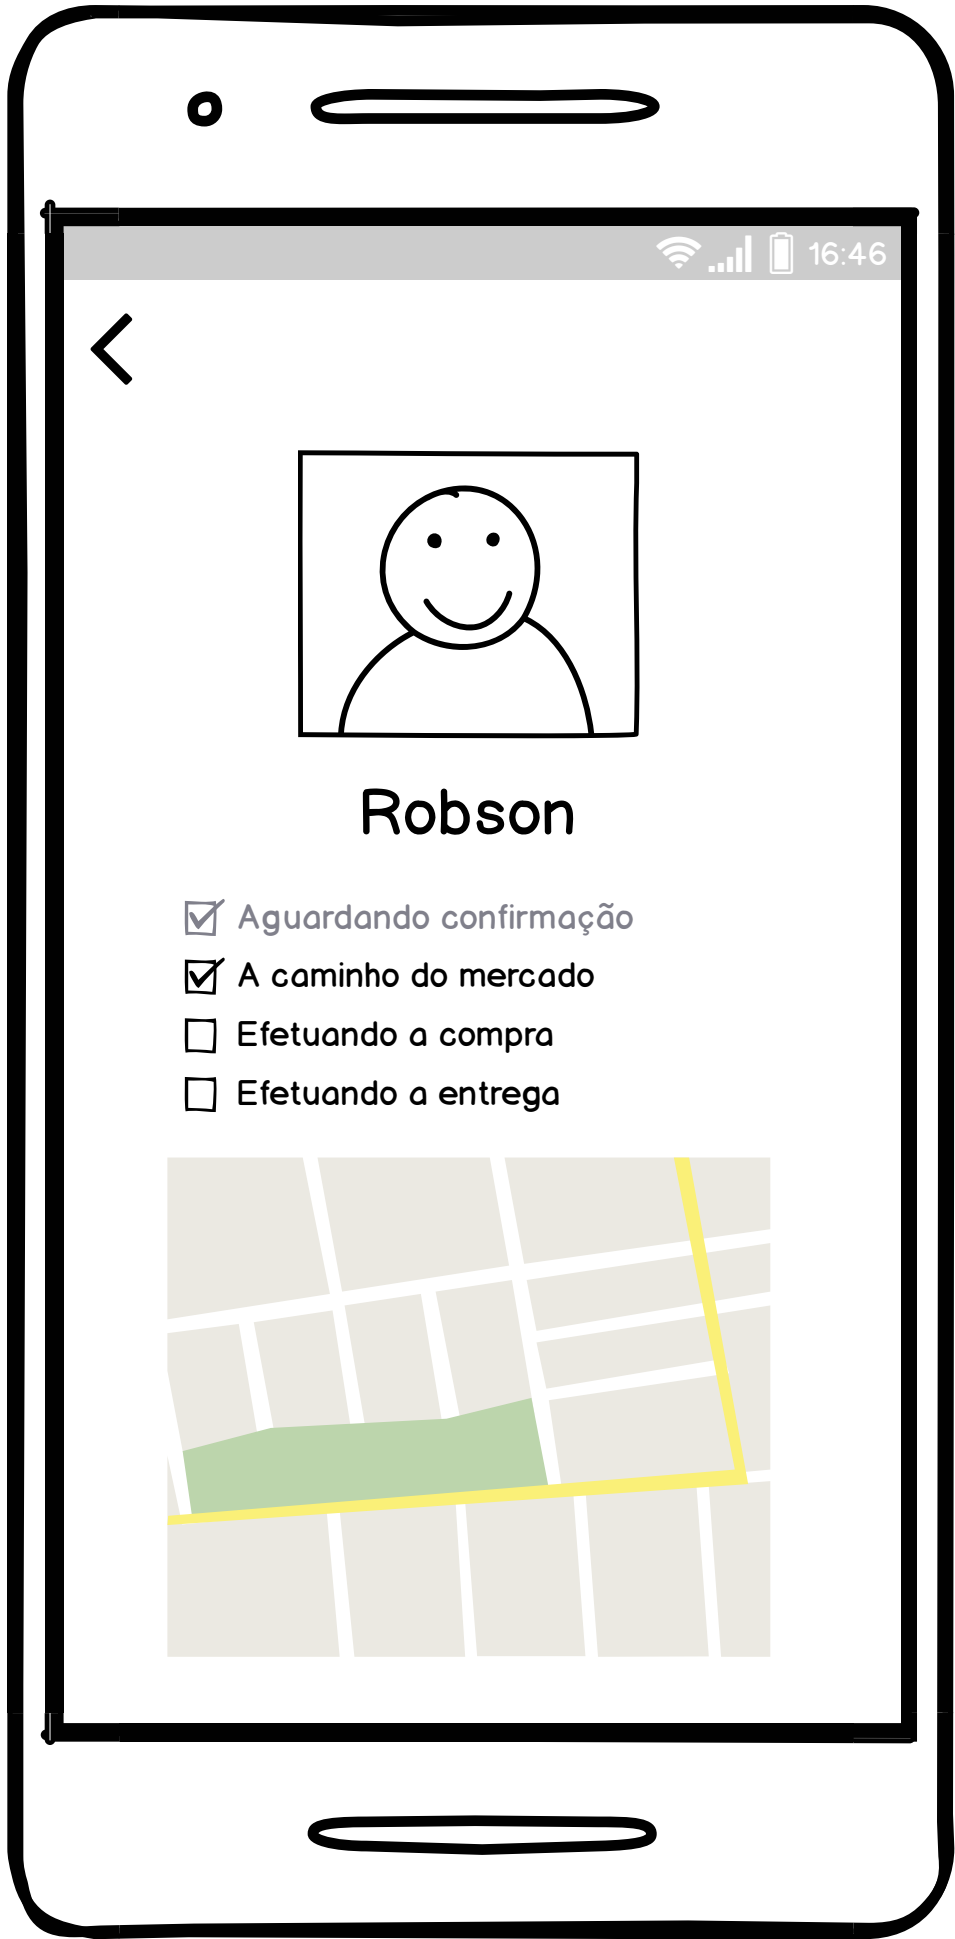 16:46
Robson
Aguardando confirmação
A caminho do mercado
Efetuando a compra
Efetuando a entrega